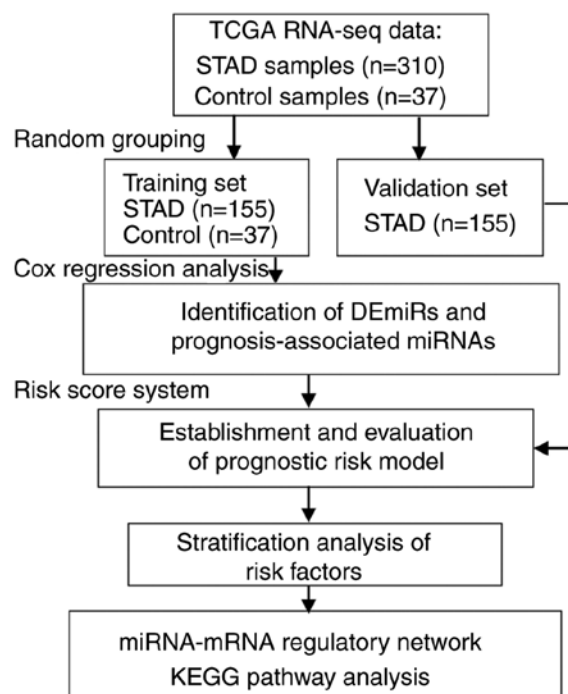 TCGA RNA-seq data:
STAD samples (n=310)
Control samples (n=37)
Random grouping
Training set
STAD (n=155)
Control (n=37)
Validation set
STAD (n=155)
Cox regression analysis
Identification of DEmiRs and
prognosis-associated miRNAs
Risk score system
Establishment and evaluation
of prognostic risk model
Stratification analysis of
risk factors
miRNA-mRNA regulatory network
KEGG pathway analysis